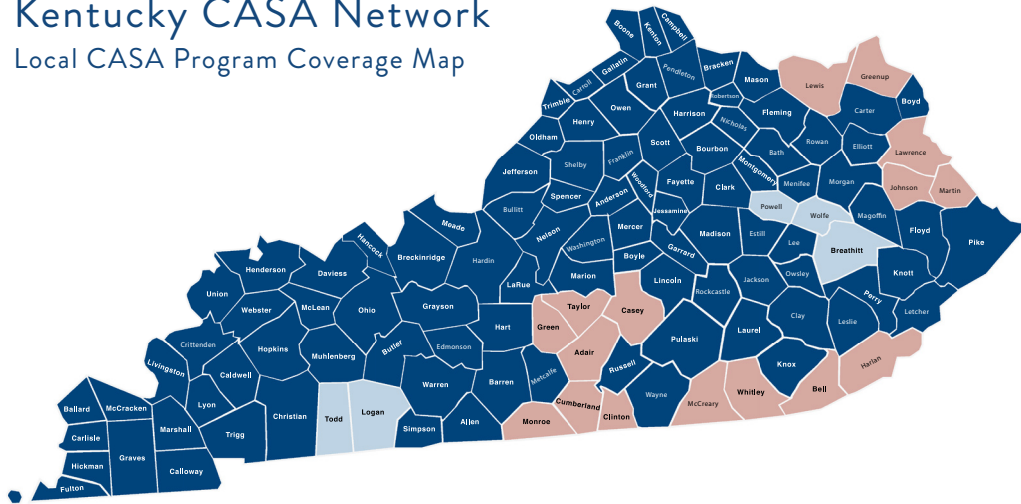 Kentucky CASA Network
Local CASA Program Coverage Map
Boone
Kenton
Campbell
Gallatin
Carroll
Grant
Pendleton
Bracken
Mason
Lewis
Greenup
Trimble
Owen
Robertson
Harrison
Fleming
Carter
Boyd
Henry
Nicholas
Oldham
Scott
Bourbon
Rowan
Elliott
Shelby
Franklin
Bath
Lawrence
Jefferson
Montgomery
Woodford
Fayette
Clark
Menifee
Morgan
Johnson
Martin
Spencer
Anderson
Bullitt
Jessamine
Powell
Wolfe
Magoffin
Meade
Nelson
Mercer
Madison
Estill
Floyd
Pike
Hancock
Washington
Garrard
Lee
Breathitt
Breckinridge
Hardin
Boyle
Henderson
Daviess
Marion
Lincoln
Jackson
Owsley
Knott
LaRue
Rockcastle
Union
Perry
Webster
McLean
Ohio
Grayson
Taylor
Casey
Clay
Letcher
Leslie
Hart
Green
Laurel
Pulaski
Crittenden
Hopkins
Butler
Edmonson
Adair
Muhlenberg
Livingston
Caldwell
Russell
Knox
Harlan
Warren
Barren
Metcalfe
Bell
Whitley
Wayne
Lyon
McCreary
Ballard
McCracken
Cumberland
Logan
Christian
Todd
Clinton
Monroe
Allen
Marshall
Simpson
Trigg
Carlisle
Graves
Hickman
Calloway
Fulton